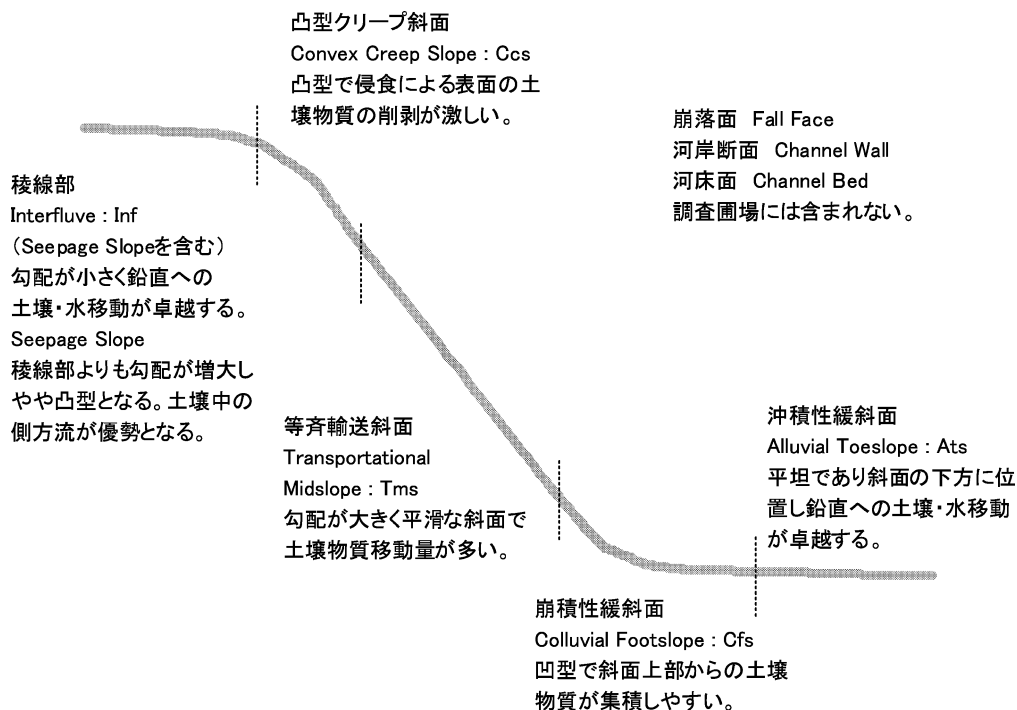 凸型クリープ斜面
Convex Creep Slope : Ccs
凸型で侵食による表面の土
壌物質の削剥が激しい。
崩落面 Fall Face
河岸断面 Channel Wall
河床面 Channel Bed
調査圃場には含まれない。
稜線部
Interfluve : Inf
（Seepage Slopeを含む）
勾配が小さく鉛直への
土壌・水移動が卓越する。
Seepage Slope
稜線部よりも勾配が増大し
やや凸型となる。土壌中の
側方流が優勢となる。
等斉輸送斜面
Transportational
Midslope : Tms
勾配が大きく平滑な斜面で
土壌物質移動量が多い。
沖積性緩斜面
Alluvial Toeslope : Ats
平坦であり斜面の下方に位
置し鉛直への土壌・水移動
が卓越する。
崩積性緩斜面
Colluvial Footslope : Cfs
凹型で斜面上部からの土壌
物質が集積しやすい。